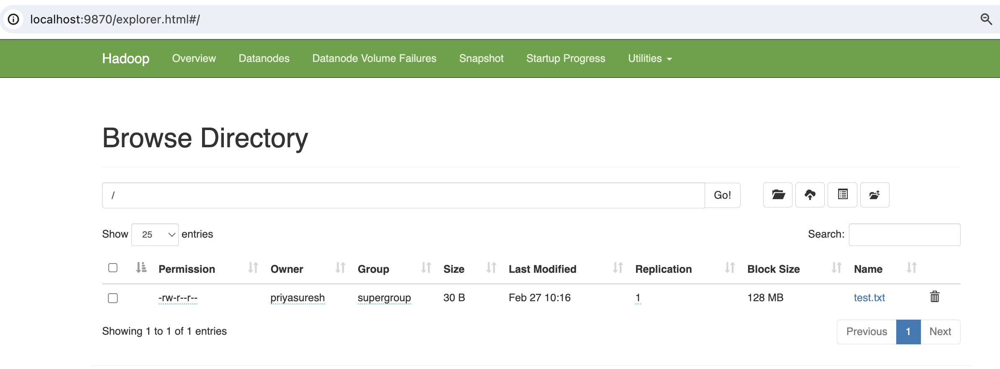 localhost:9870/explorer.html#/
Hadoop Overview Datanodes Datanode Volume Failures Snapshot Startup Progress Utilities
Browse Directory
/ Go!
Show 25 entries Search:
Permission Owner Group Size Last Modified Replication Block Size Name
-rw-r--r-- priyasuresh supergroup 30 B Feb 27 10:16 1 128 MB test.txt
Showing 1 to 1 of 1 entries Previous 1 Next